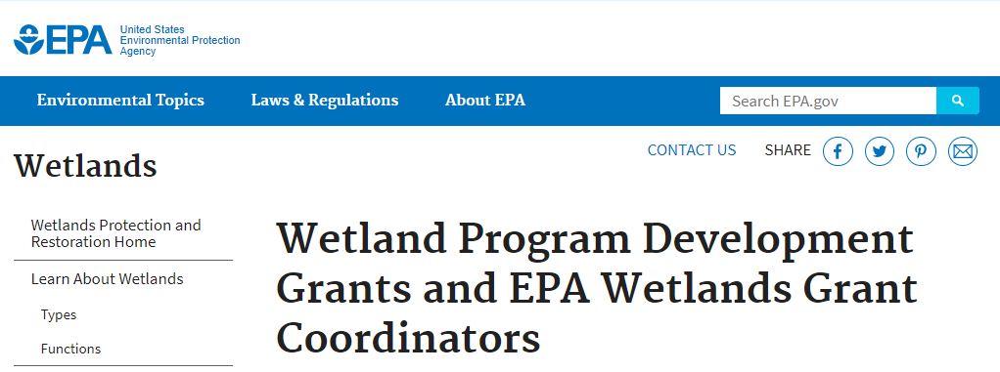 EPA
United States
Environmental Protection
Agency
Environmental Topics
Laws & Regulations
About EPA
Search EPA.gov
CONTACT US
SHARE
Wetlands
Wetlands Protection and
Restoration Home
Learn About Wetlands
Types
Functions
Wetland Program Development
Grants and EPA Wetlands Grant
Coordinators